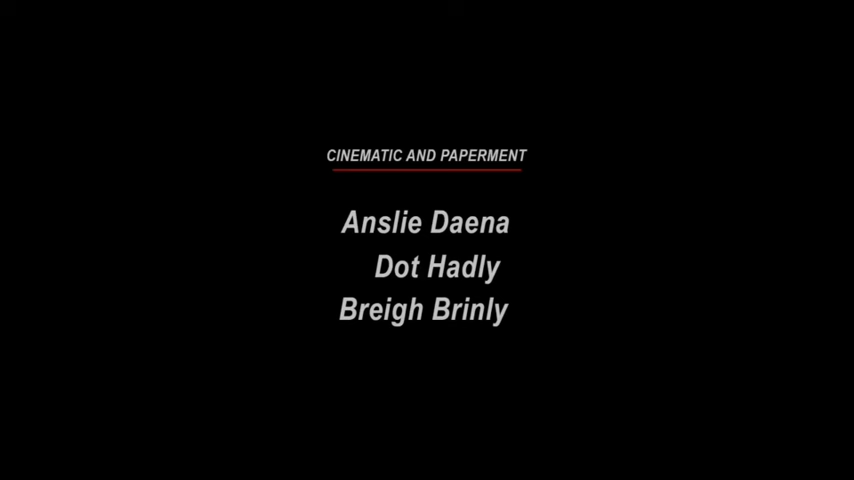 CINEMATIC AND PAPERMENT
Anslie Daena
Dot Hadly
Breigh Brinly